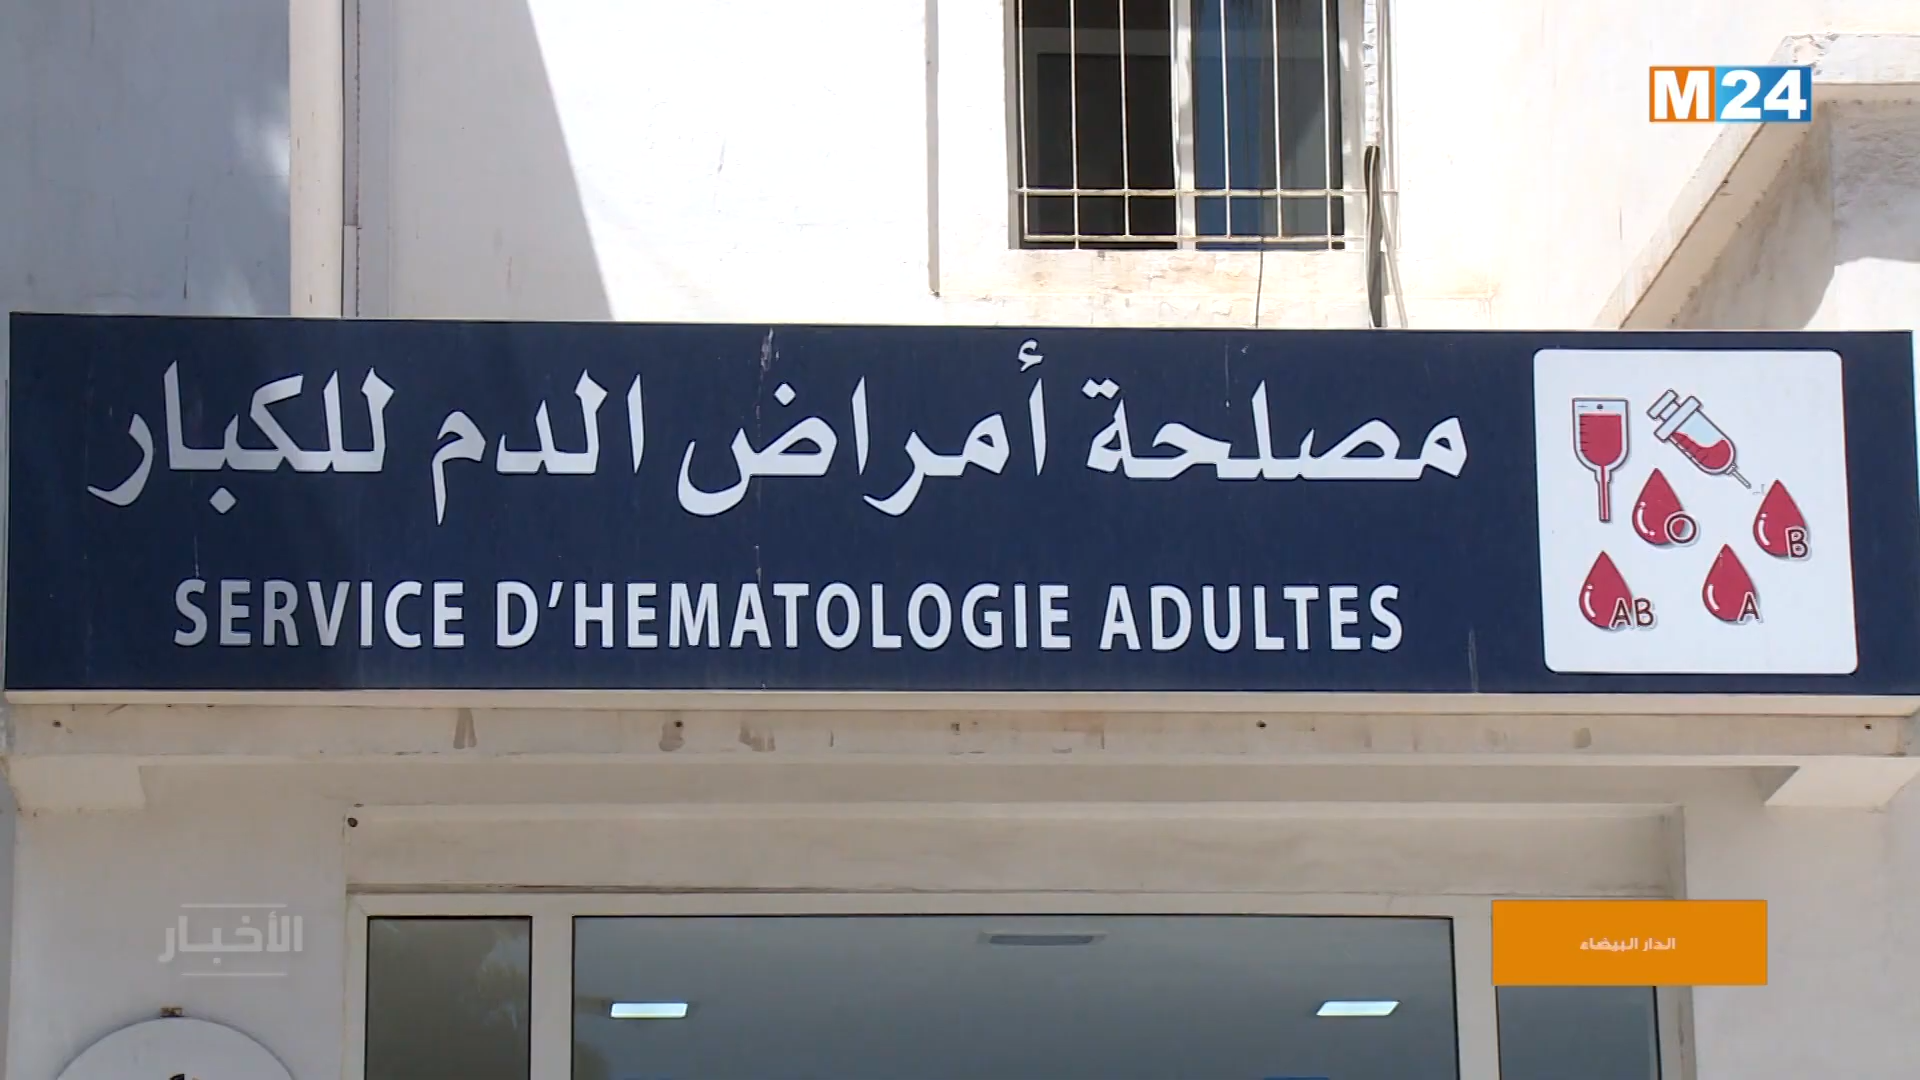 M24
مصلحة أمراض الدم للكبار
SERVICE D'HEMATOLOGIE ADULTES
O
B
AB
A
الأخبار
الدار البيضاء